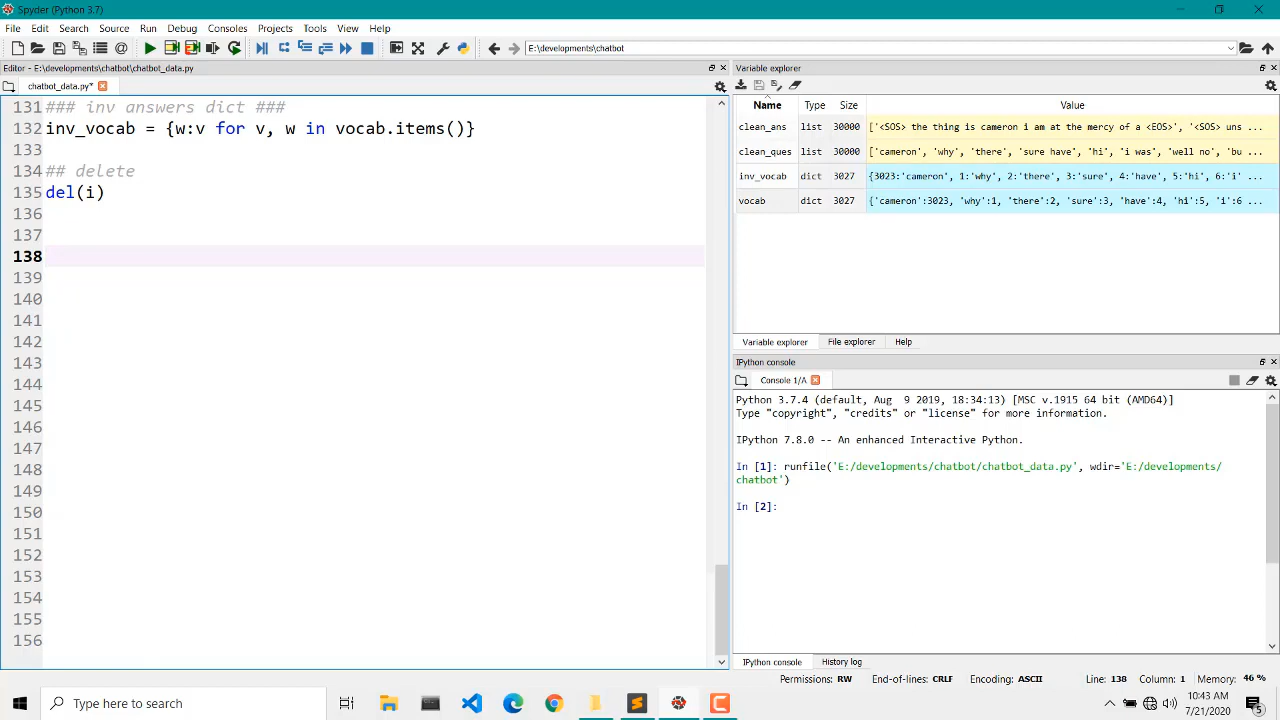 Spyder (Python 3.7)
File Edit Search Source Run Debug Consoles Projects Tools View Help
E:\developments\chatbot
Editor - E:\developments\chatbot\chatbot_data.py
chatbot_data.py*
131 ### inv answers dict ###
132 inv_vocab = {w:v for v, w in vocab.items()}
133
134 ## delete
135 del(i)
136
137
138
139
140
141
142
143
144
145
146
147
148
149
150
151
152
153
154
155
156
Variable explorer
Name Type Size Value
clean_ans list 30000 ['<SOS> the thing is cameron i am at the mercy of a <EOS>', '<SOS> uns ...
clean_ques list 30000 ['cameron', 'why', 'there', 'sure have', 'hi', 'i was', 'well no', 'bu ...
inv_vocab dict 3027 {3023:'cameron', 1:'why', 2:'there', 3:'sure', 4:'have', 5:'hi', 6:'i' ...
vocab dict 3027 {'cameron':3023, 'why':1, 'there':2, 'sure':3, 'have':4, 'hi':5, 'i':6 ...
Variable explorer File explorer Help
IPython console
Console 1/A
Python 3.7.4 (default, Aug  9 2019, 18:34:13) [MSC v.1915 64 bit (AMD64)]
Type "copyright", "credits" or "license" for more information.
IPython 7.8.0 -- An enhanced Interactive Python.
In [1]: runfile('E:/developments/chatbot/chatbot_data.py', wdir='E:/developments/
chatbot')
In [2]:
IPython console History log
Permissions: RW End-of-lines: CRLF Encoding: ASCII Line: 138 Column: 1 Memory: 46 %
Type here to search
10:43 AM
7/21/2020
5